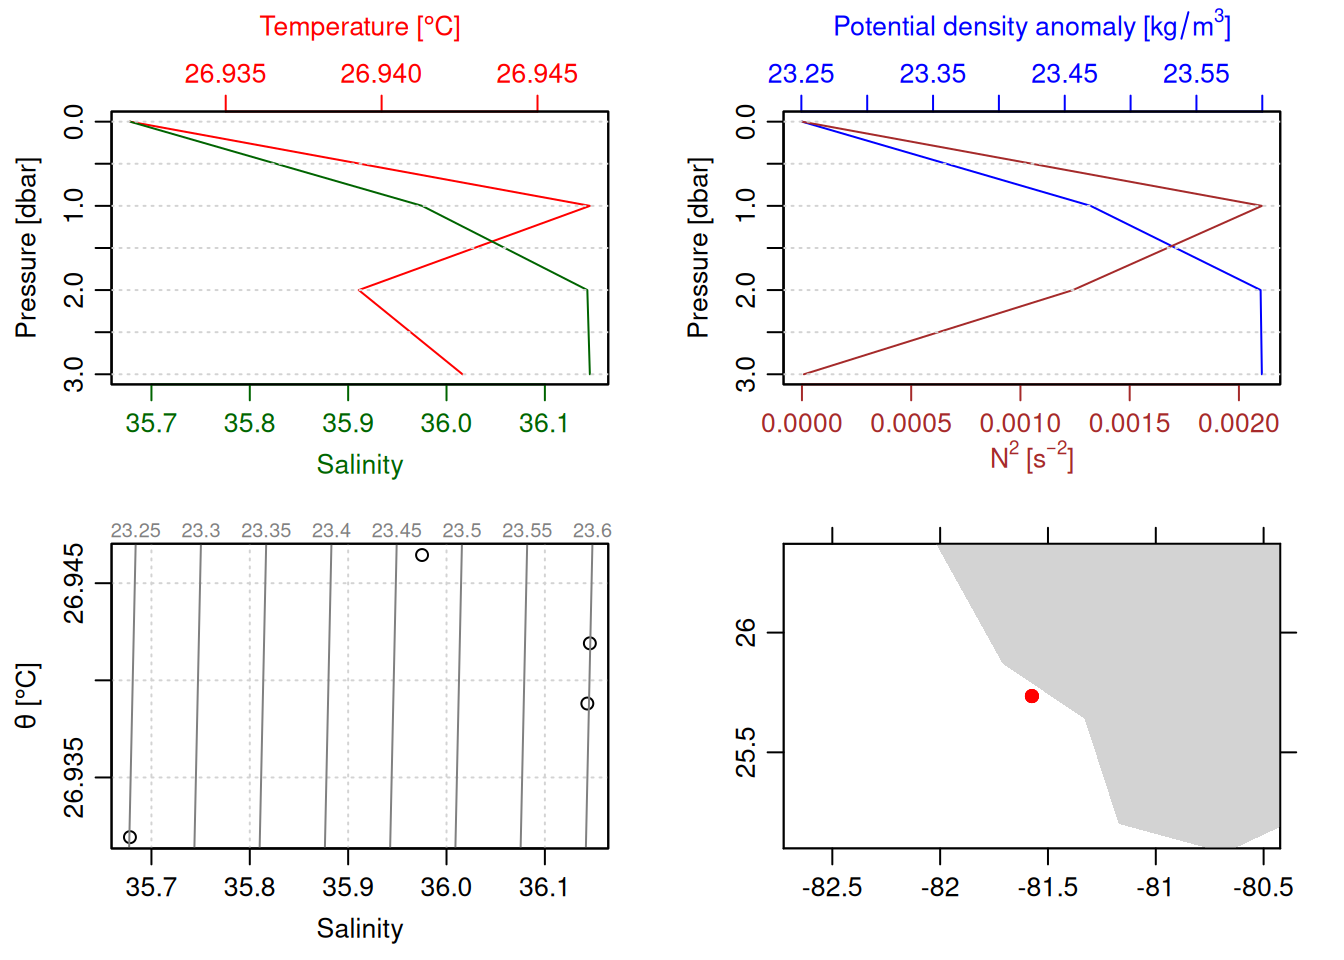 Temperature [°C]
26.935 26.940 26.945
Pressure [dbar]
0.0 1.0 2.0 3.0
35.7 35.8 35.9 36.0 36.1
Salinity
Potential density anomaly [kg/m³]
23.25 23.35 23.45 23.55
Pressure [dbar]
0.0 1.0 2.0 3.0
0.0000 0.0005 0.0010 0.0015 0.0020
N² [s⁻²]
23.25 23.3 23.35 23.4 23.45 23.5 23.55 23.6
θ [°C]
26.945
26.935
35.7 35.8 35.9 36.0 36.1
Salinity
26
25.5
-82.5 -82 -81.5 -81 -80.5